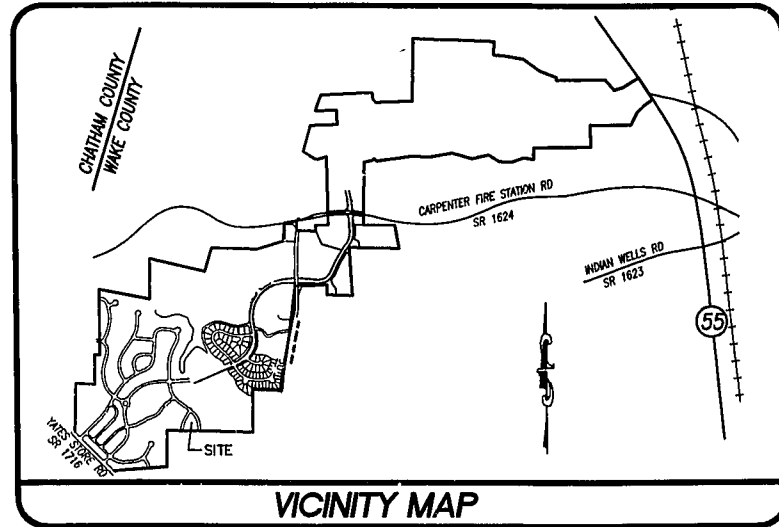 CHATHAM COUNTY
WAKE COUNTY
CARPENTER FIRE STATION RD
SR 1624
INDIAN WELLS RD
SR 1623
55
YATES STORE RD
SR 1716
SITE
VICINITY MAP